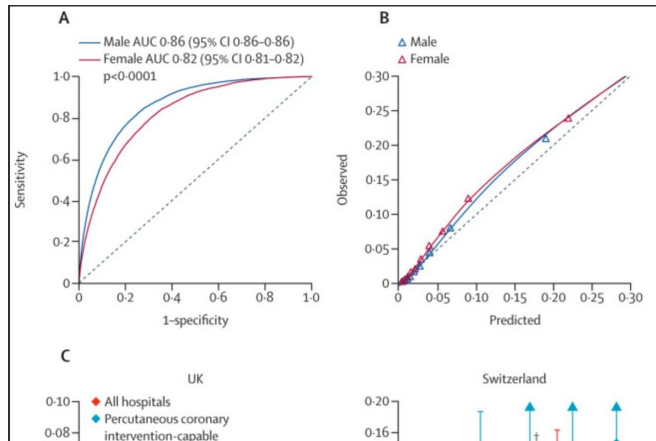 A
Male AUC 0·86 (95% CI 0·86–0·86)
Female AUC 0·82 (95% CI 0·81–0·82)
p<0·0001
1·0
0·8
0·6
0·4
0·2
0
Sensitivity
0 0·2 0·4 0·6 0·8 1·0
1–specificity
B
Male
Female
0·30
0·20
0·15
0·10
0·05
0
Observed
0 0·05 0·10 0·15 0·20 0·25 0·30
Predicted
C
UK
0·10
0·08
All hospitals
Percutaneous coronary
intervention-capable
Switzerland
0·20
0·16
†